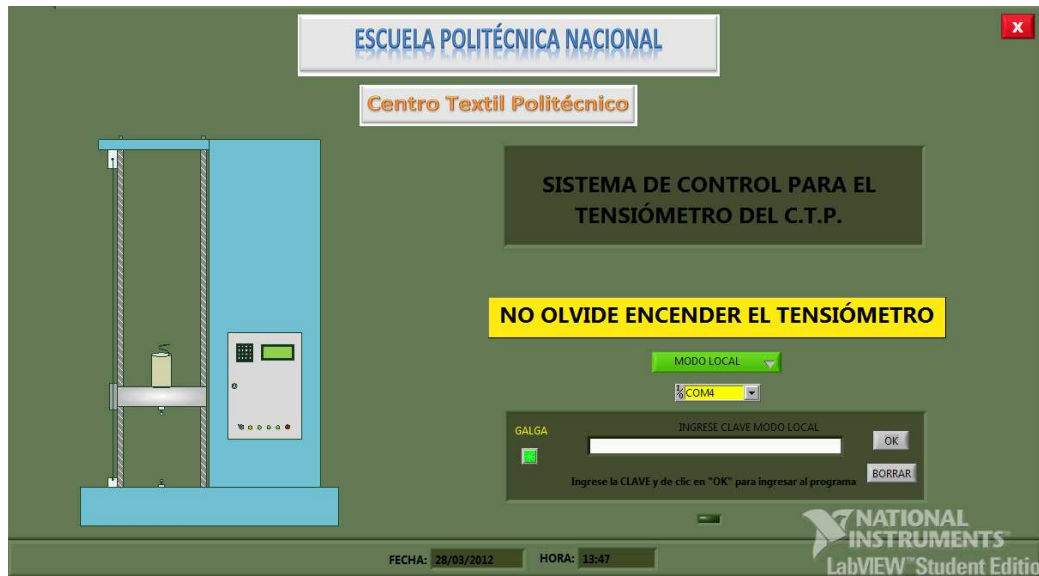 ESCUELA POLITÉCNICA NACIONAL
X
Centro Textil Politécnico
SISTEMA DE CONTROL PARA EL
TENSIÓMETRO DEL C.T.P.
NO OLVIDE ENCENDER EL TENSIÓMETRO
MODO LOCAL
I/O COM4
GALGA
INGRESE CLAVE MODO LOCAL
OK
Ingrese la CLAVE y de clic en "OK" para ingresar al programa
BORRAR
NATIONAL
INSTRUMENTS
LabVIEW™ Student Editio
FECHA: 28/03/2012 HORA: 13:47